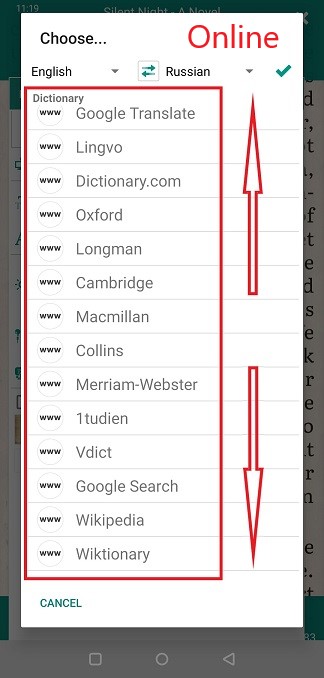 11:19
Silent Night - A Novel
Choose...
Online
English
Russian
Dictionary
www Google Translate
www Lingvo
www Dictionary.com
www Oxford
www Longman
www Cambridge
www Macmillan
www Collins
www Merriam-Webster
www 1tudien
www Vdict
www Google Search
www Wikipedia
www Wiktionary
CANCEL